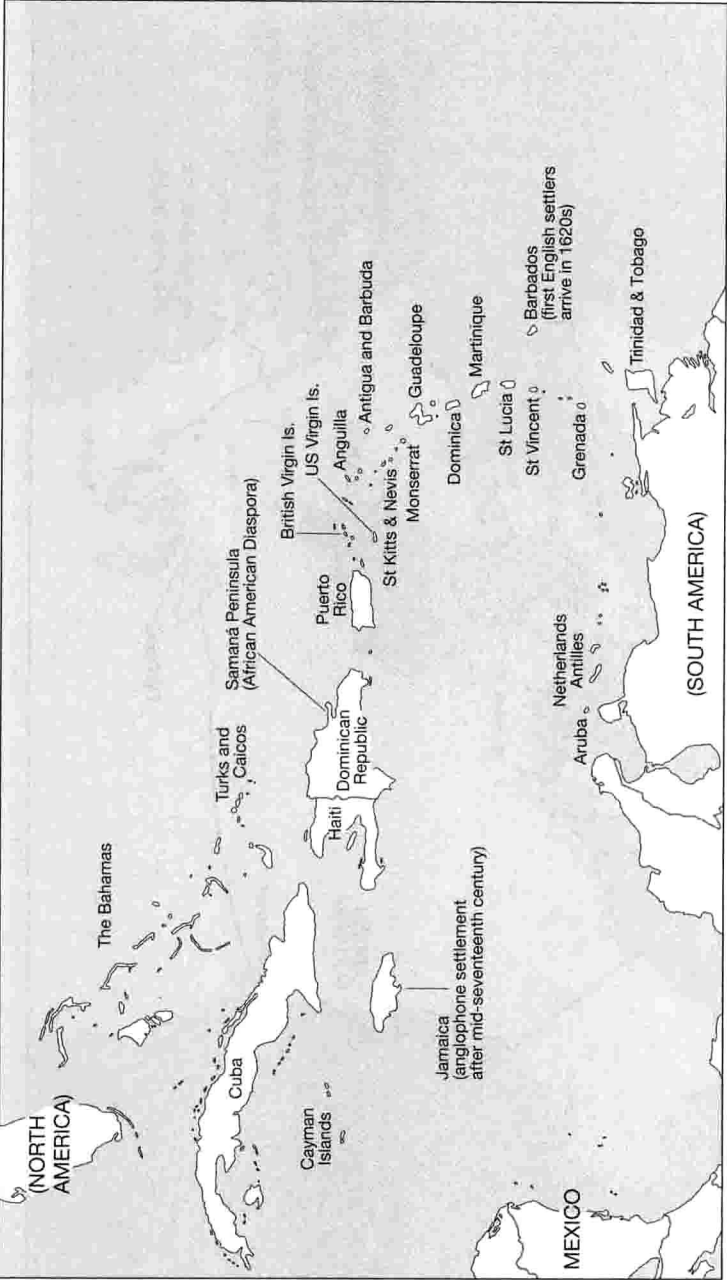 (NORTH
AMERICA)
The Bahamas
Turks and
Caicos
Cuba
Cayman
Islands
Haiti
Dominican
Republic
Samaná Peninsula
(African American Diaspora)
Puerto
Rico
British Virgin Is.
US Virgin Is.
Anguilla
Antigua and Barbuda
St Kitts & Nevis
Monserrat
Guadeloupe
Dominica
Martinique
St Lucia
St Vincent
Barbados
(first English settlers
arrive in 1620s)
Grenada
Trinidad & Tobago
Jamaica
(anglophone settlement
after mid-seventeenth century)
Aruba
Netherlands
Antilles
MEXICO
(SOUTH AMERICA)